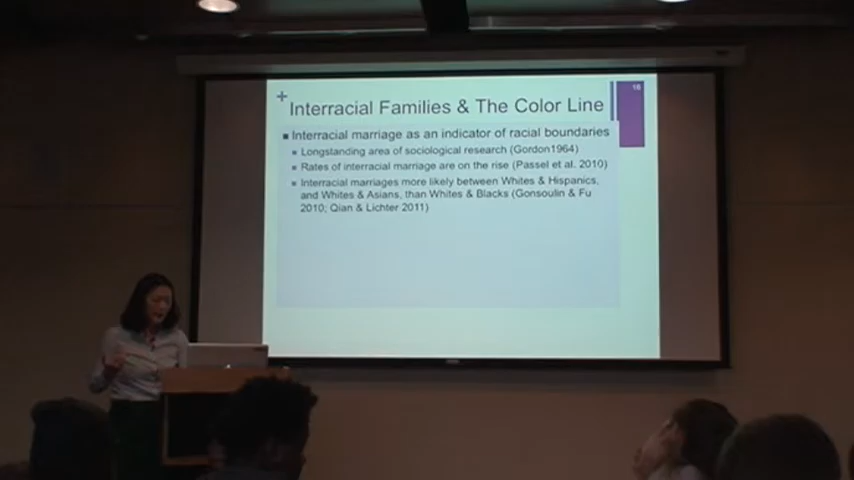 16
+
Interracial Families & The Color Line
Interracial marriage as an indicator of racial boundaries
Longstanding area of sociological research (Gordon1964)
Rates of interracial marriage are on the rise (Passel et al. 2010)
Interracial marriages more likely between Whites & Hispanics,
and Whites & Asians, than Whites & Blacks (Gonsoulin & Fu
2010; Qian & Lichter 2011)